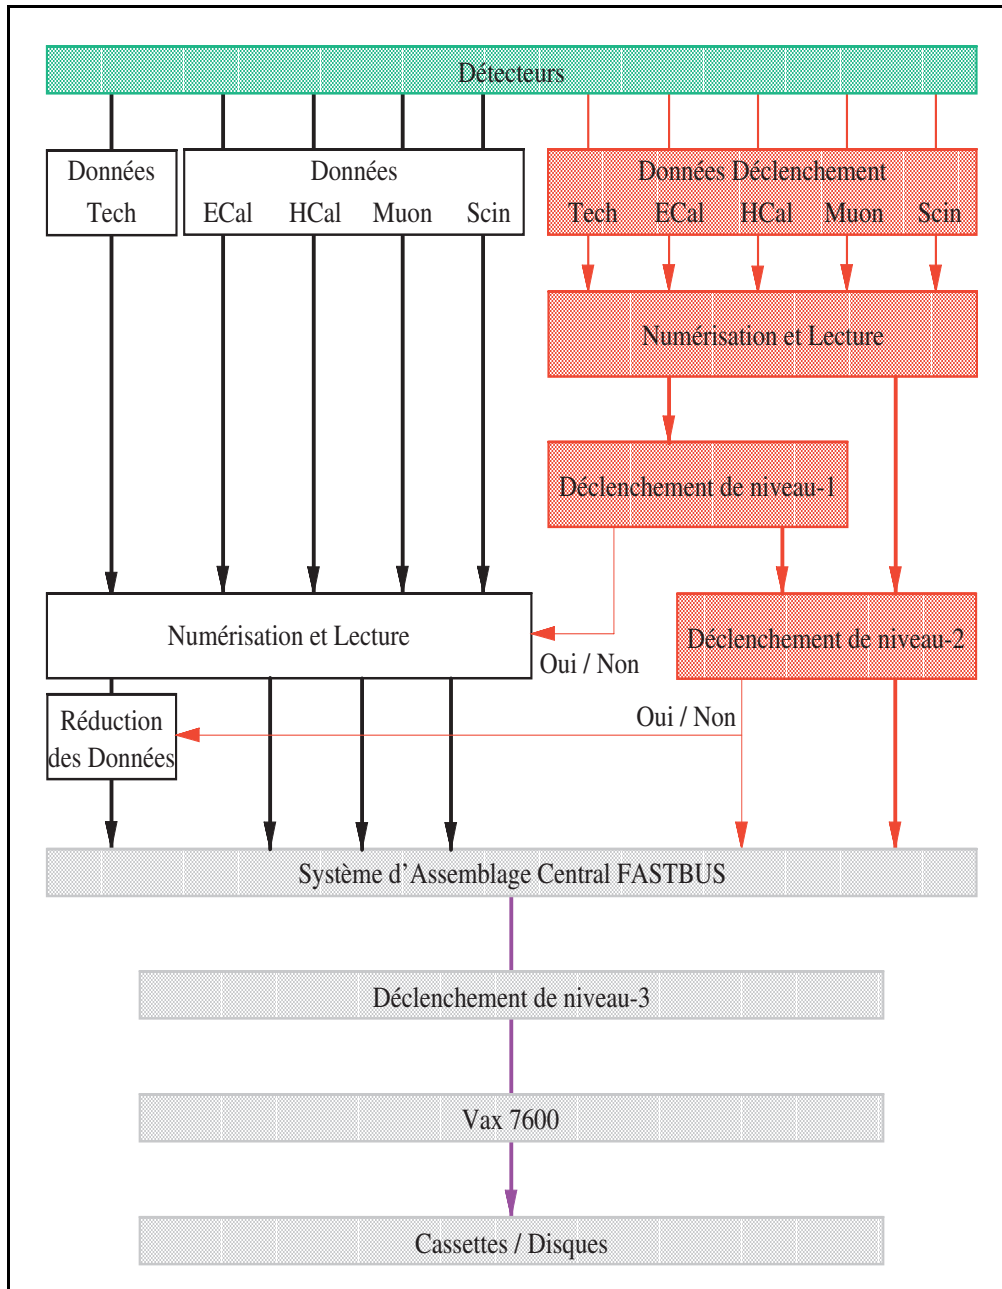 Détecteurs
Données
Tech
Données
ECal HCal Muon Scin
Données Déclenchement
Tech ECal HCal Muon Scin
Numérisation et Lecture
Déclenchement de niveau-1
Numérisation et Lecture
Oui / Non
Déclenchement de niveau-2
Réduction
des Données
Oui / Non
Système d'Assemblage Central FASTBUS
Déclenchement de niveau-3
Vax 7600
Cassettes / Disques